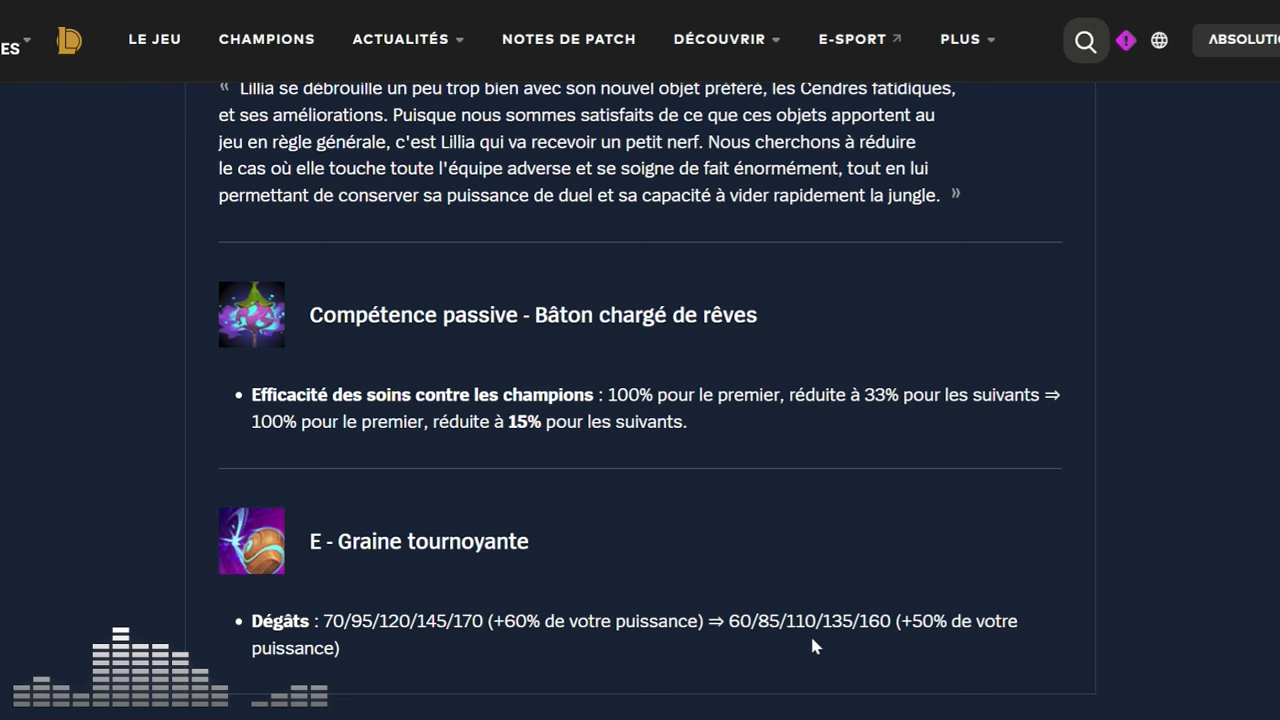 ES
LE JEU CHAMPIONS ACTUALITÉS NOTES DE PATCH DÉCOUVRIR E-SPORT PLUS ABSOLUTI
« Lillia se débrouille un peu trop bien avec son nouvel objet préféré, les Cendres fatidiques,
et ses améliorations. Puisque nous sommes satisfaits de ce que ces objets apportent au
jeu en règle générale, c'est Lillia qui va recevoir un petit nerf. Nous cherchons à réduire
le cas où elle touche toute l'équipe adverse et se soigne de fait énormément, tout en lui
permettant de conserver sa puissance de duel et sa capacité à vider rapidement la jungle. »
Compétence passive - Bâton chargé de rêves
• Efficacité des soins contre les champions : 100% pour le premier, réduite à 33% pour les suivants ⇒
100% pour le premier, réduite à 15% pour les suivants.
E - Graine tournoyante
• Dégâts : 70/95/120/145/170 (+60% de votre puissance) ⇒ 60/85/110/135/160 (+50% de votre
puissance)